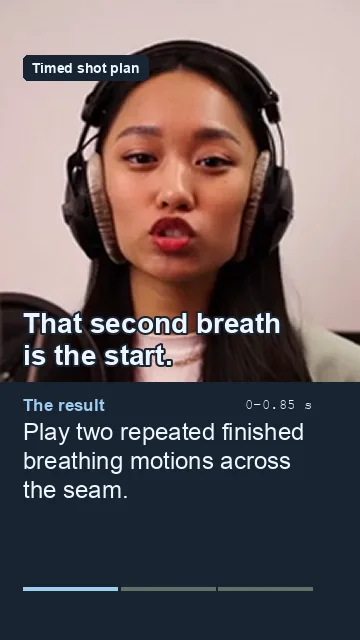 Timed shot plan
That second breath
is the start.
The result
0–0.85 s
Play two repeated finished
breathing motions across
the seam.